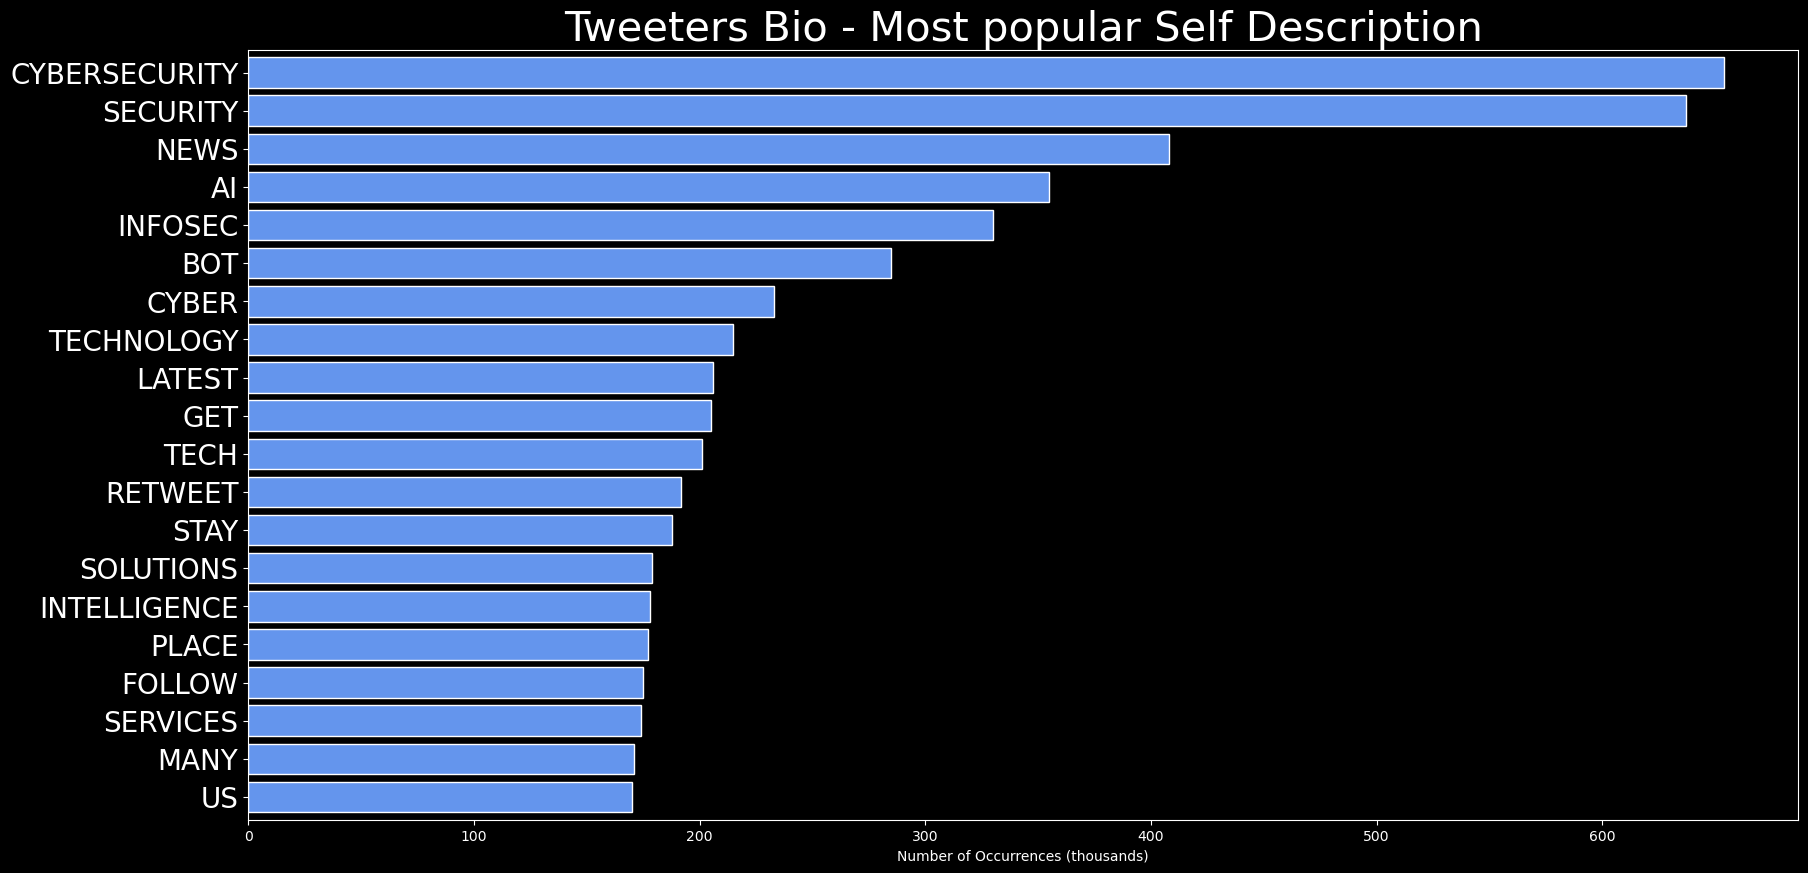 Tweeters Bio - Most popular Self Description
CYBERSECURITY
SECURITY
NEWS
AI
INFOSEC
BOT
CYBER
TECHNOLOGY
LATEST
GET
TECH
RETWEET
STAY
SOLUTIONS
INTELLIGENCE
PLACE
FOLLOW
SERVICES
MANY
US
0 100 200 300 400 500 600
Number of Occurrences (thousands)